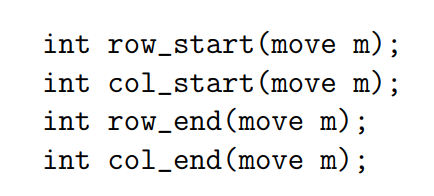 int row_start(move m);
int col_start(move m);
int row_end(move m);
int col_end(move m);